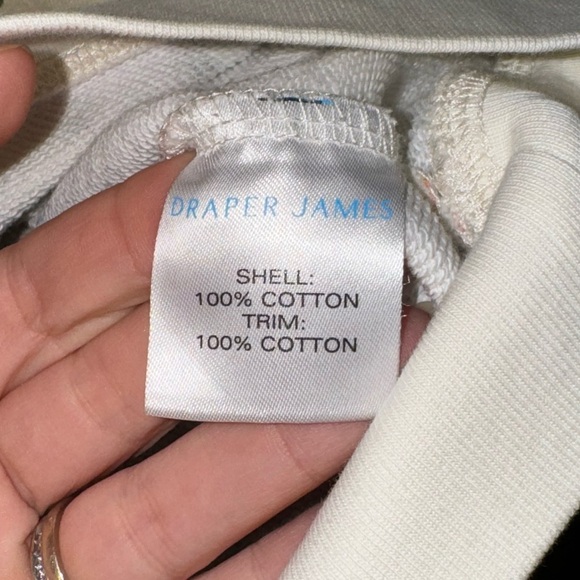 DRAPER JAMES
SHELL:
100% COTTON
TRIM:
100% COTTON